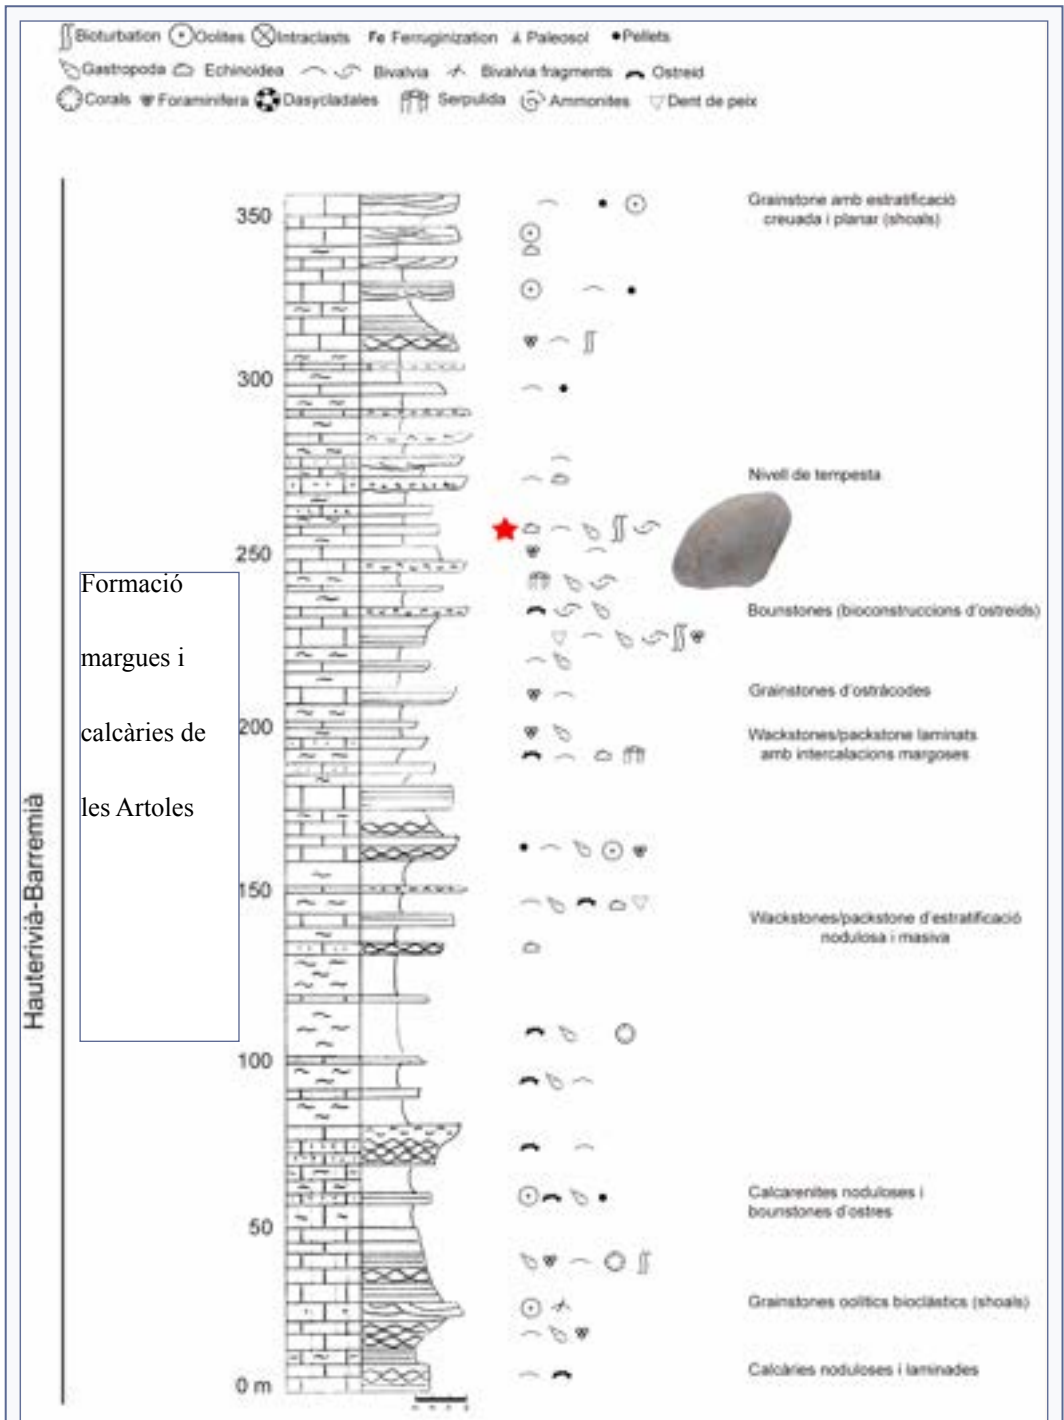 Bioturbation Oolites Intraclasts Fe Ferruginization Paleosol Pellets
Gastropoda Echinoidea Bivalvia Bivalvia fragments Ostreid
Corals Foraminifera Dasycladales Serpulida Ammonites Dent de peix
350
Grainstone amb estratificació
creuada i planar (shoals)
300
Nivell de tempesta
250
Formació
margues i
calcàries de
les Artoles
Bounstones (bioconstruccions d'ostreids)
Grainstones d'ostràcodes
200
Wackstones/packstone laminats
amb intercalacions margoses
Hauterivià-Barremià
150
Wackstones/packstone d'estratificació
nodulosa i masiva
100
Calcarenites noduloses i
bounstones d'ostres
50
Grainstones oolítics bioclàstics (shoals)
Calcàries noduloses i laminades
0 m